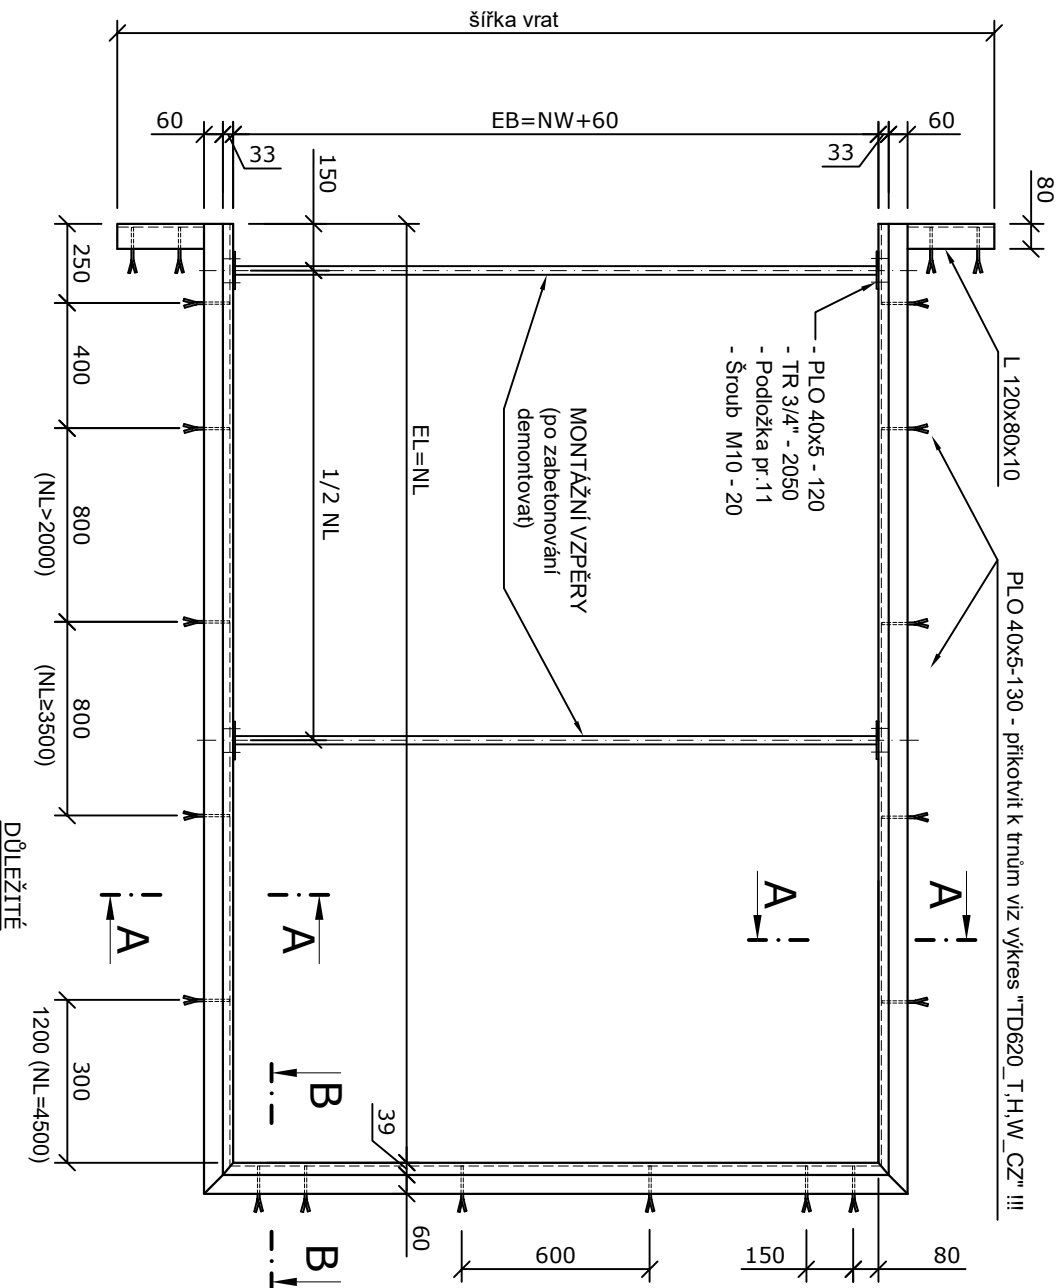 šířka vrat
60
EB=NW+60
60
33
33
150
80
L 120x80x10
PLO 40x5-130 - přikotvit k trnům viz výkres "TD620_T,H,W_CZ" !!!
- PLO 40x5 - 120
- TR 3/4" - 2050
- Podložka pr.11
- Šroub M10 - 20
MONTÁŽNÍ VZPĚRY
(po zabetonování
demontovat)
EL=NL
1/2 NL
250
400
800
(NL>2000)
800
(NL≥3500)
300
1200 (NL=4500)
DŮLEŽITÉ
A
A
A
A
B
B
39
60
600
150
80